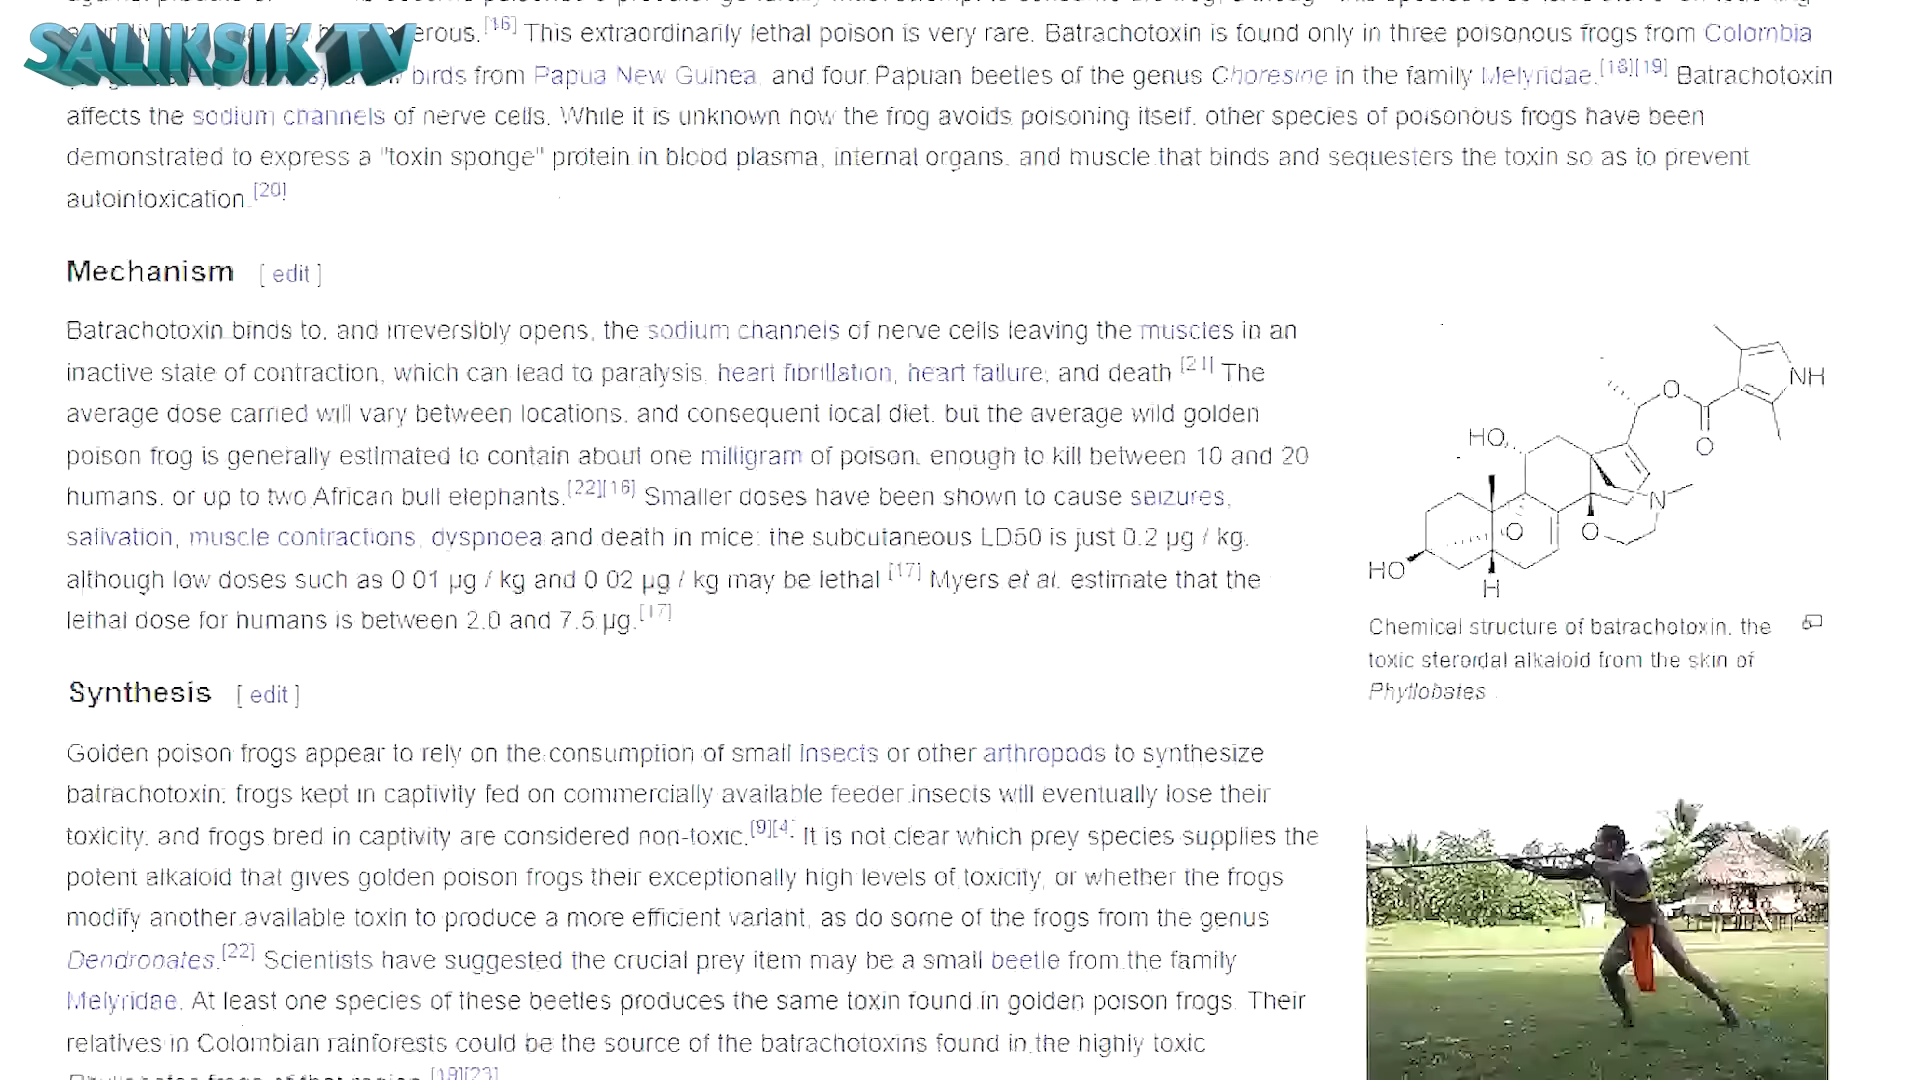 SALIKSIK TV
erous.[16] This extraordinarily lethal poison is very rare. Batrachotoxin is found only in three poisonous frogs from Colombia
birds from Papua New Guinea, and four Papuan beetles of the genus Choresine in the family Melyridae.[18][19] Batrachotoxin
affects the sodium channels of nerve cells. While it is unknown how the frog avoids poisoning itself, other species of poisonous frogs have been
demonstrated to express a "toxin sponge" protein in blood plasma, internal organs, and muscle that binds and sequesters the toxin so as to prevent
autointoxication.[20]
Mechanism [ edit ]
Batrachotoxin binds to, and irreversibly opens, the sodium channels of nerve cells leaving the muscles in an
inactive state of contraction, which can lead to paralysis, heart fibrillation, heart failure, and death.[21] The
average dose carried will vary between locations, and consequent local diet, but the average wild golden
poison frog is generally estimated to contain about one milligram of poison, enough to kill between 10 and 20
humans, or up to two African bull elephants.[22][16] Smaller doses have been shown to cause seizures,
salivation, muscle contractions, dyspnoea and death in mice: the subcutaneous LD50 is just 0.2 µg / kg,
although low doses such as 0.01 µg / kg and 0.02 µg / kg may be lethal.[17] Myers et al. estimate that the
lethal dose for humans is between 2.0 and 7.5 µg.[17]
HO
HO
O
O
O
O
N
NH
H
Chemical structure of batrachotoxin, the
toxic steroidal alkaloid from the skin of
Phyllobates
Synthesis [ edit ]
Golden poison frogs appear to rely on the consumption of small insects or other arthropods to synthesize
batrachotoxin; frogs kept in captivity fed on commercially available feeder insects will eventually lose their
toxicity, and frogs bred in captivity are considered non-toxic.[9][4] It is not clear which prey species supplies the
potent alkaloid that gives golden poison frogs their exceptionally high levels of toxicity, or whether the frogs
modify another available toxin to produce a more efficient variant, as do some of the frogs from the genus
Dendrobates.[22] Scientists have suggested the crucial prey item may be a small beetle from the family
Melyridae. At least one species of these beetles produces the same toxin found in golden poison frogs. Their
relatives in Colombian rainforests could be the source of the batrachotoxins found in the highly toxic
Phyllobates frogs of that region.[18][23]